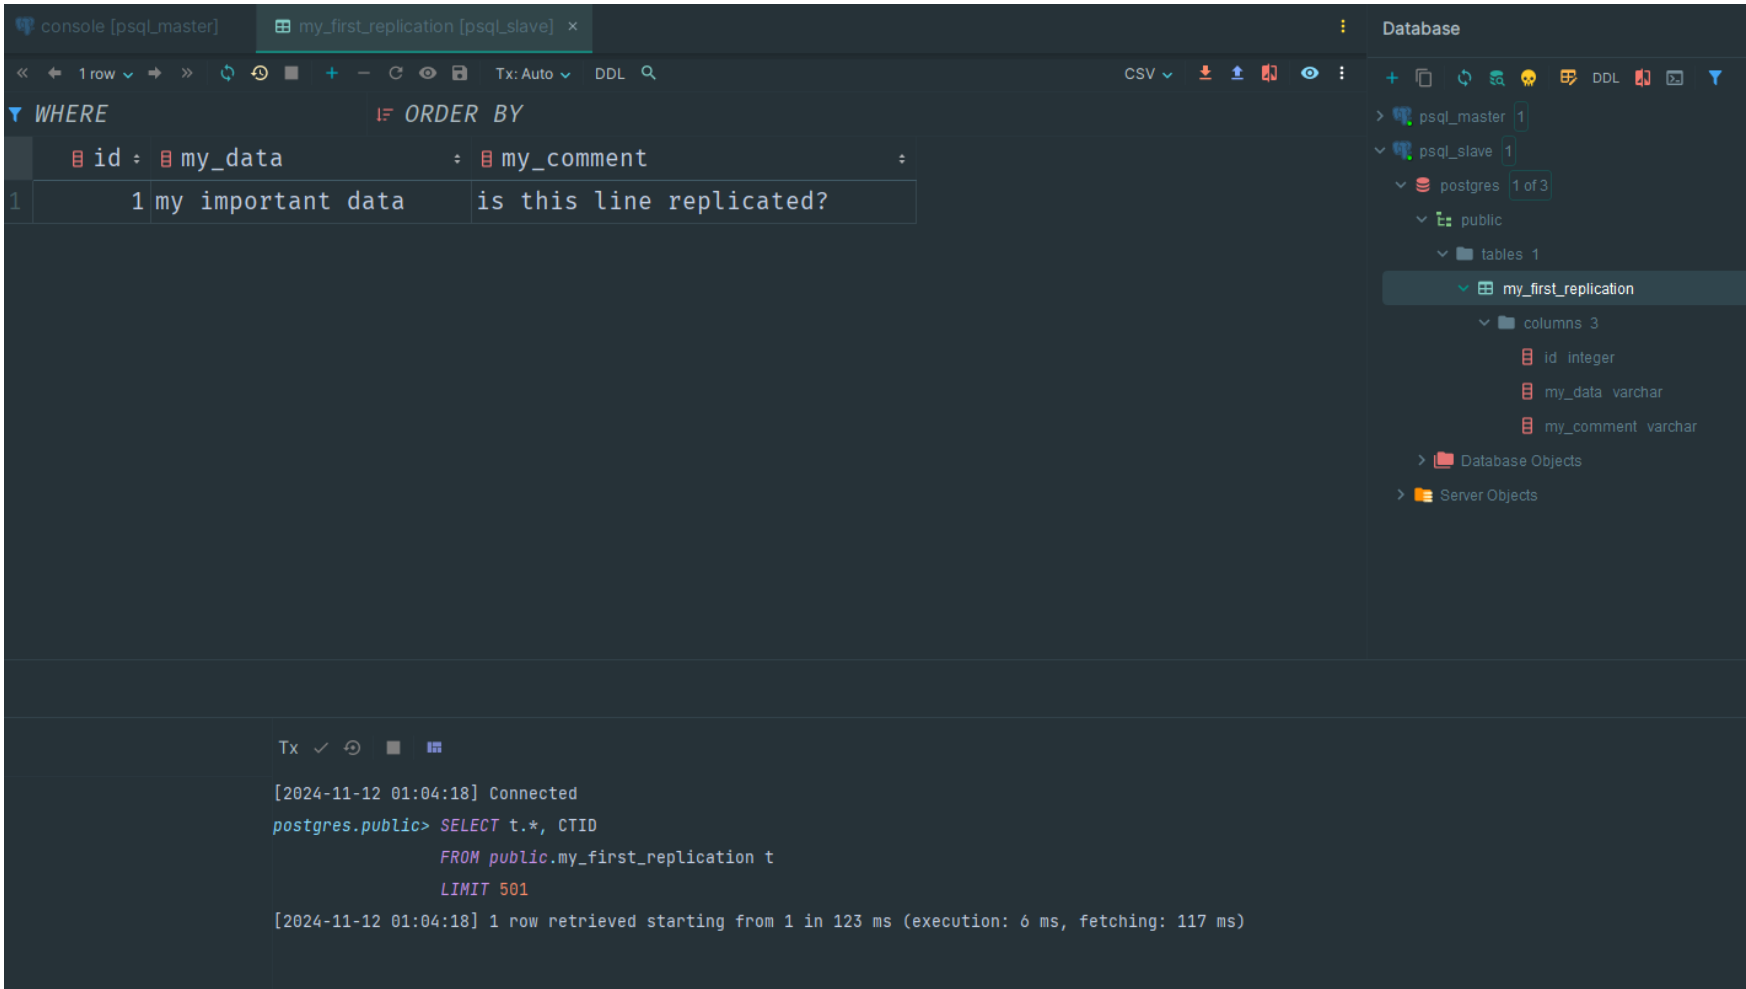 console [psql_master]
my_first_replication [psql_slave] ×
Database
1 row
Tx: Auto
DDL
CSV
DDL
WHERE
ORDER BY
id my_data my_comment
1 1 my important data is this line replicated?
psql_master 1
psql_slave 1
postgres 1 of 3
public
tables 1
my_first_replication
columns 3
id integer
my_data varchar
my_comment varchar
Database Objects
Server Objects
Tx
[2024-11-12 01:04:18] Connected
postgres.public> SELECT t.*, CTID
FROM public.my_first_replication t
LIMIT 501
[2024-11-12 01:04:18] 1 row retrieved starting from 1 in 123 ms (execution: 6 ms, fetching: 117 ms)